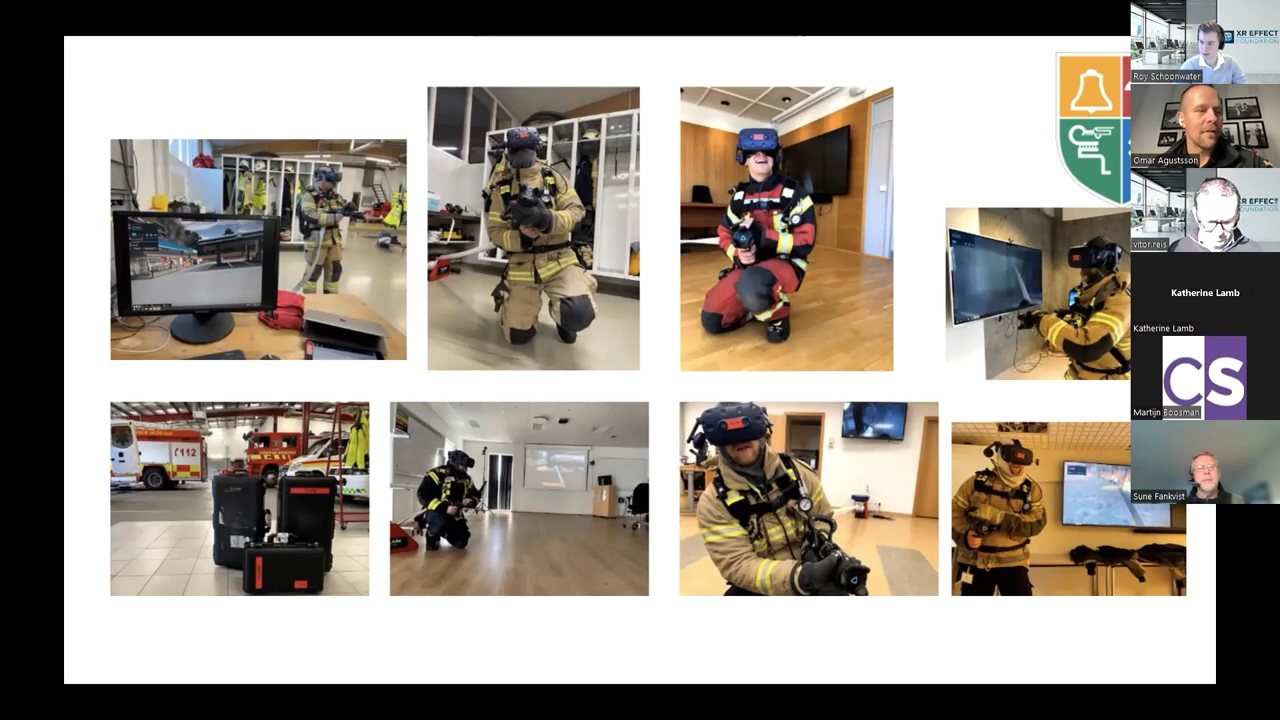 XR EFFECT
FOUNDATION
Roy Schoonwater
Omar Agustsson
XR EFFECT
FOUNDATION
vitor.reis
Katherine Lamb
Katherine Lamb
CS
Martijn Boosman
Sune Fankvist
112